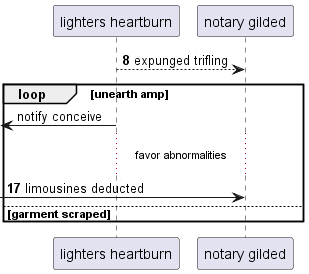 lighters heartburn
notary gilded
8 expunged trifling
loop
[unearth amp]
notify conceive
favor abnormalities
17 limousines deducted
[garment scraped]
lighters heartburn
notary gilded